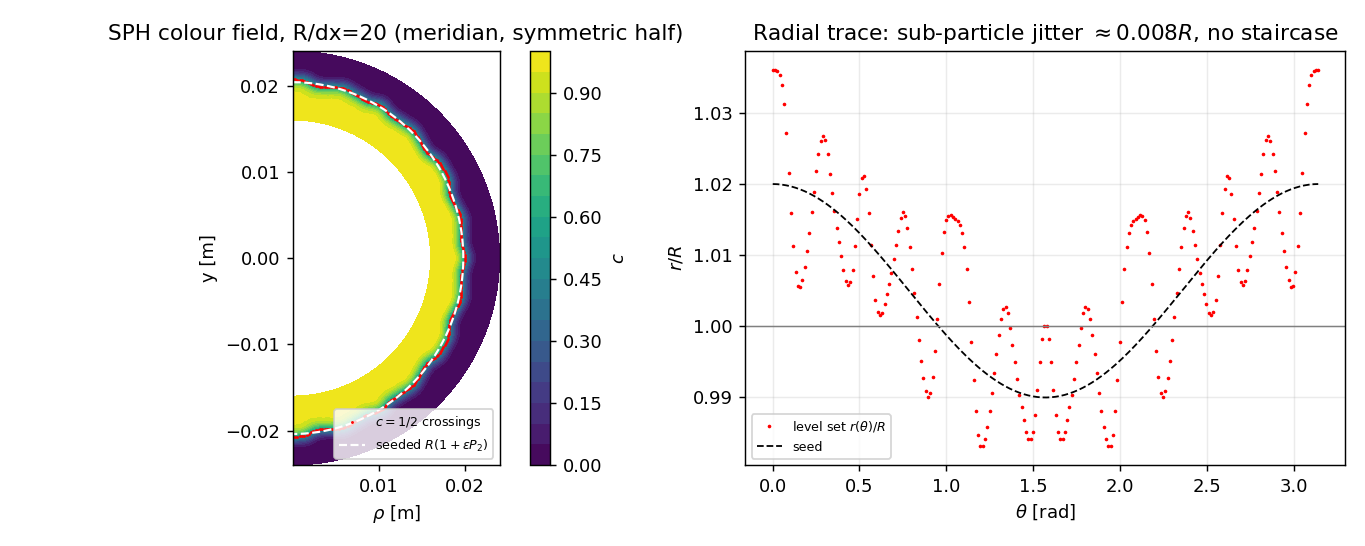 SPH colour field, R/dx=20 (meridian, symmetric half)
0.02
0.01
0.00
−0.01
−0.02
y [m]
0.01
0.02
ρ [m]
c = 1/2 crossings
seeded R(1 + εP₂)
0.90
0.75
0.60
0.45
0.30
0.15
0.00
c
Radial trace: sub-particle jitter ≈ 0.008R, no staircase
1.03
1.02
1.01
1.00
0.99
r/R
level set r(θ)/R
seed
0.0
0.5
1.0
1.5
2.0
2.5
3.0
θ [rad]